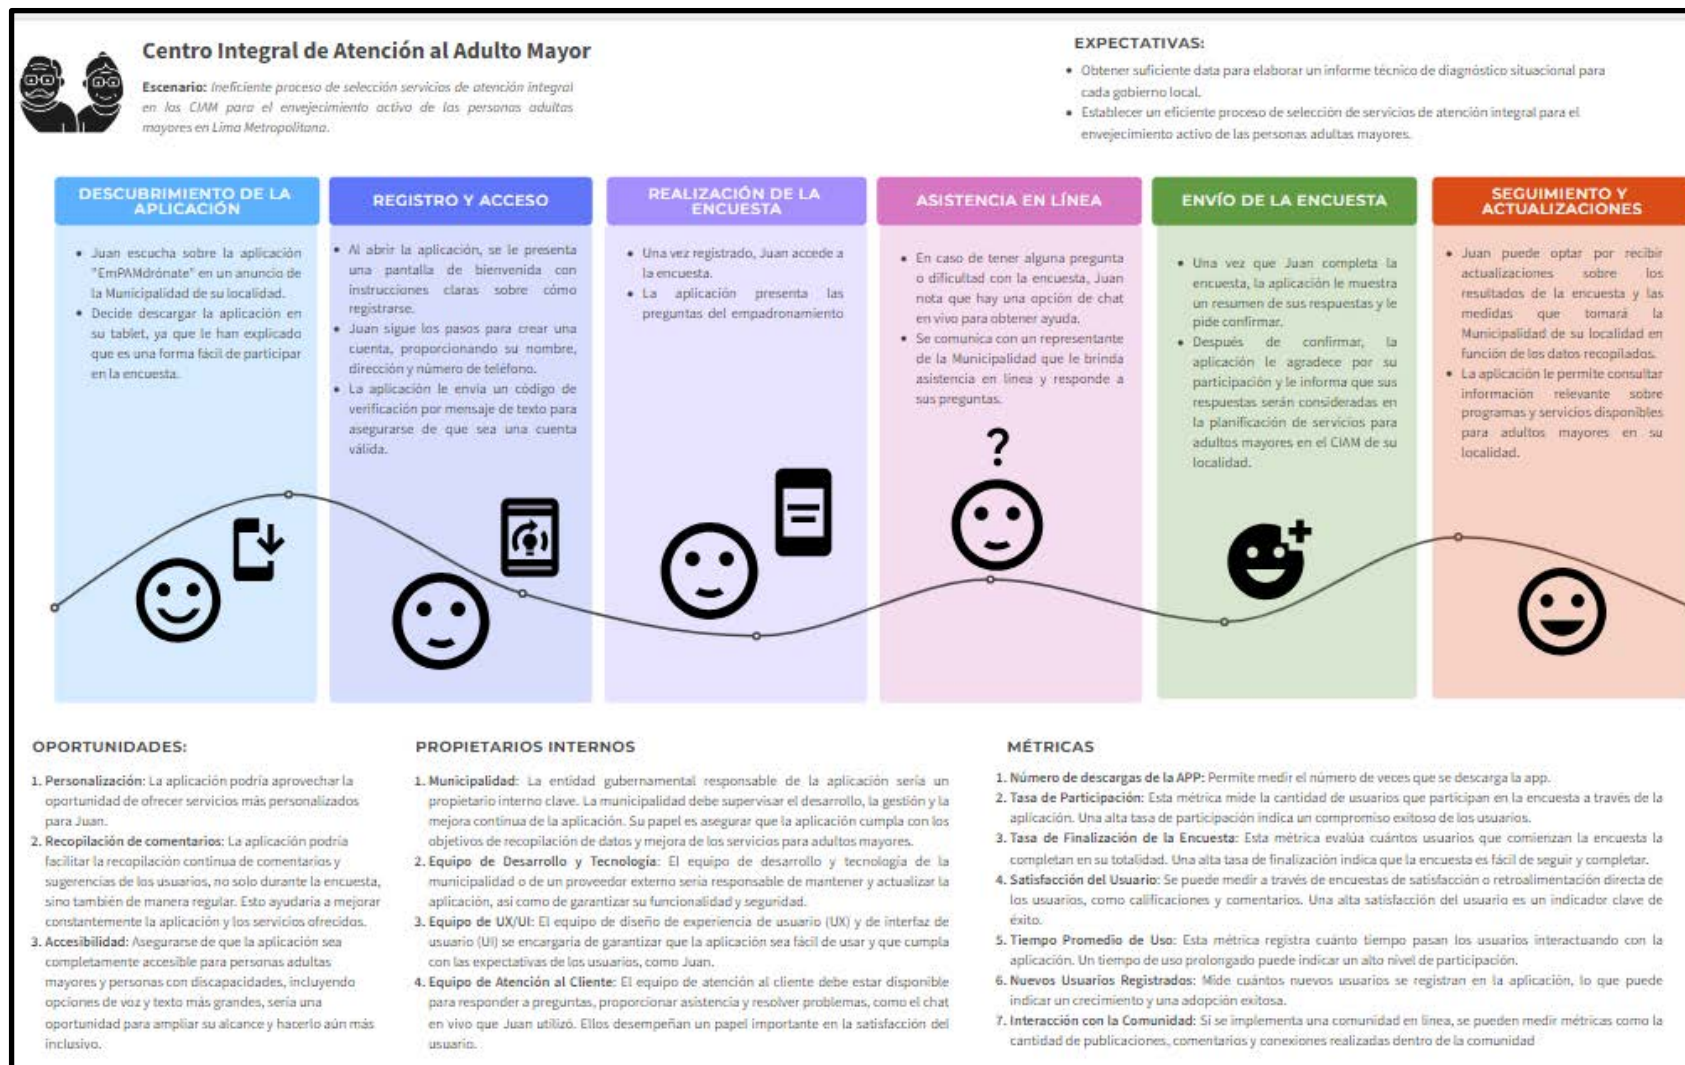 Centro Integral de Atención al Adulto Mayor
Escenario: Ineficiente proceso de selección servicios de atención integral
en los CIAM para el envejecimiento activo de las personas adultas
mayores en Lima Metropolitana.
EXPECTATIVAS:
• Obtener suficiente data para elaborar un informe técnico de diagnóstico situacional para
cada gobierno local.
• Establecer un eficiente proceso de selección de servicios de atención integral para el
envejecimiento activo de las personas adultas mayores.
DESCUBRIMIENTO DE LA
APLICACIÓN
• Juan escucha sobre la aplicación
"EmPAMdrónate" en un anuncio de
la Municipalidad de su localidad.
• Decide descargar la aplicación en
su tablet, ya que le han explicado
que es una forma fácil de participar
en la encuesta.
REGISTRO Y ACCESO
• Al abrir la aplicación, se le presenta
una pantalla de bienvenida con
instrucciones claras sobre cómo
registrarse.
• Juan sigue los pasos para crear una
cuenta, proporcionando su nombre,
dirección y número de teléfono.
• La aplicación le envía un código de
verificación por mensaje de texto para
asegurarse de que sea una cuenta
válida.
REALIZACIÓN DE LA
ENCUESTA
• Una vez registrado, Juan accede a
la encuesta.
• La aplicación presenta las
preguntas del empadronamiento
ASISTENCIA EN LÍNEA
• En caso de tener alguna pregunta
o dificultad con la encuesta, Juan
nota que hay una opción de chat
en vivo para obtener ayuda.
• Se comunica con un representante
de la Municipalidad que le brinda
asistencia en línea y responde a
sus preguntas.
?
ENVÍO DE LA ENCUESTA
• Una vez que Juan completa la
encuesta, la aplicación le muestra
un resumen de sus respuestas y le
pide confirmar.
• Después de confirmar, la
aplicación le agradece por su
participación y le informa que sus
respuestas serán consideradas en
la planificación de servicios para
adultos mayores en el CIAM de su
localidad.
SEGUIMIENTO Y
ACTUALIZACIONES
• Juan puede optar por recibir
actualizaciones sobre los
resultados de la encuesta y las
medidas que tomará la
Municipalidad de su localidad en
función de los datos recopilados.
• La aplicación le permite consultar
información relevante sobre
programas y servicios disponibles
para adultos mayores en su
localidad.
OPORTUNIDADES:
1. Personalización: La aplicación podría aprovechar la
oportunidad de ofrecer servicios más personalizados
para Juan.
2. Recopilación de comentarios: La aplicación podría
facilitar la recopilación continua de comentarios y
sugerencias de los usuarios, no solo durante la encuesta,
sino también de manera regular. Esto ayudaría a mejorar
constantemente la aplicación y los servicios ofrecidos.
3. Accesibilidad: Asegurarse de que la aplicación sea
completamente accesible para personas adultas
mayores y personas con discapacidades, incluyendo
opciones de voz y texto más grandes, sería una
oportunidad para ampliar su alcance y hacerlo aún más
inclusivo.
PROPIETARIOS INTERNOS
1. Municipalidad: La entidad gubernamental responsable de la aplicación sería un
propietario interno clave. La municipalidad debe supervisar el desarrollo, la gestión y la
mejora continua de la aplicación. Su papel es asegurar que la aplicación cumpla con los
objetivos de recopilación de datos y mejora de los servicios para adultos mayores.
2. Equipo de Desarrollo y Tecnología: El equipo de desarrollo y tecnología de la
municipalidad o de un proveedor externo sería responsable de mantener y actualizar la
aplicación, así como de garantizar su funcionalidad y seguridad.
3. Equipo de UX/UI: El equipo de diseño de experiencia de usuario (UX) y de interfaz de
usuario (UI) se encargaría de garantizar que la aplicación sea fácil de usar y que cumpla
con las expectativas de los usuarios, como Juan.
4. Equipo de Atención al Cliente: El equipo de atención al cliente debe estar disponible
para responder a preguntas, proporcionar asistencia y resolver problemas, como el chat
en vivo que Juan utilizó. Ellos desempeñan un papel importante en la satisfacción del
usuario.
MÉTRICAS
1. Número de descargas de la APP: Permite medir el número de veces que se descarga la app.
2. Tasa de Participación: Esta métrica mide la cantidad de usuarios que participan en la encuesta a través de la
aplicación. Una alta tasa de participación indica un compromiso exitoso de los usuarios.
3. Tasa de Finalización de la Encuesta: Esta métrica evalúa cuántos usuarios que comienzan la encuesta la
completan en su totalidad. Una alta tasa de finalización indica que la encuesta es fácil de seguir y completar.
4. Satisfacción del Usuario: Se puede medir a través de encuestas de satisfacción o retroalimentación directa de
los usuarios, como calificaciones y comentarios. Una alta satisfacción del usuario es un indicador clave de
éxito.
5. Tiempo Promedio de Uso: Esta métrica registra cuánto tiempo pasan los usuarios interactuando con la
aplicación. Un tiempo de uso prolongado puede indicar un alto nivel de participación.
6. Nuevos Usuarios Registrados: Mide cuántos nuevos usuarios se registran en la aplicación, lo que puede
indicar un crecimiento y una adopción exitosa.
7. Interacción con la Comunidad: Si se implementa una comunidad en línea, se pueden medir métricas como la
cantidad de publicaciones, comentarios y conexiones realizadas dentro de la comunidad